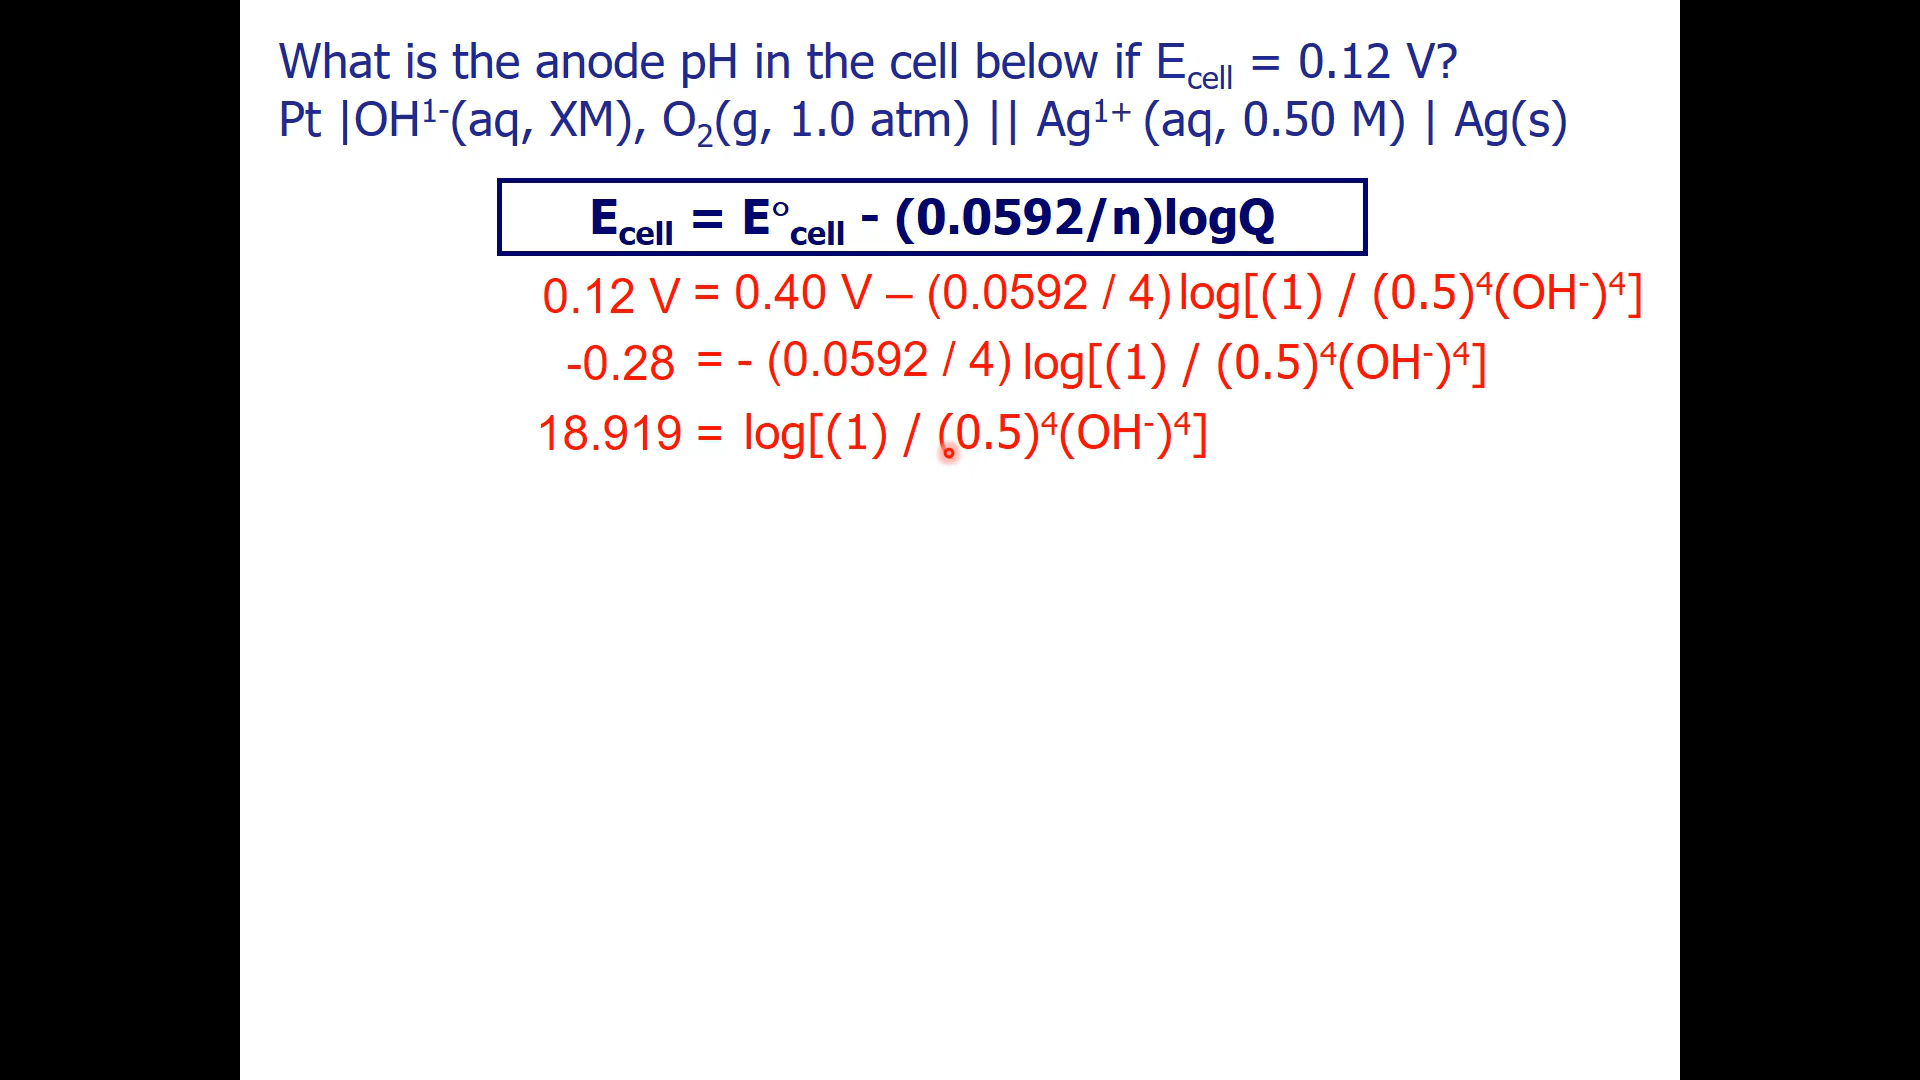 What is the anode pH in the cell below if E_cell = 0.12 V?
Pt |OH¹⁻(aq, XM), O₂(g, 1.0 atm) || Ag¹⁺ (aq, 0.50 M) | Ag(s)
E_cell = E°_cell - (0.0592/n)logQ
0.12 V = 0.40 V – (0.0592 / 4) log[(1) / (0.5)⁴(OH⁻)⁴]
-0.28 = - (0.0592 / 4) log[(1) / (0.5)⁴(OH⁻)⁴]
18.919 = log[(1) / (0.5)⁴(OH⁻)⁴]